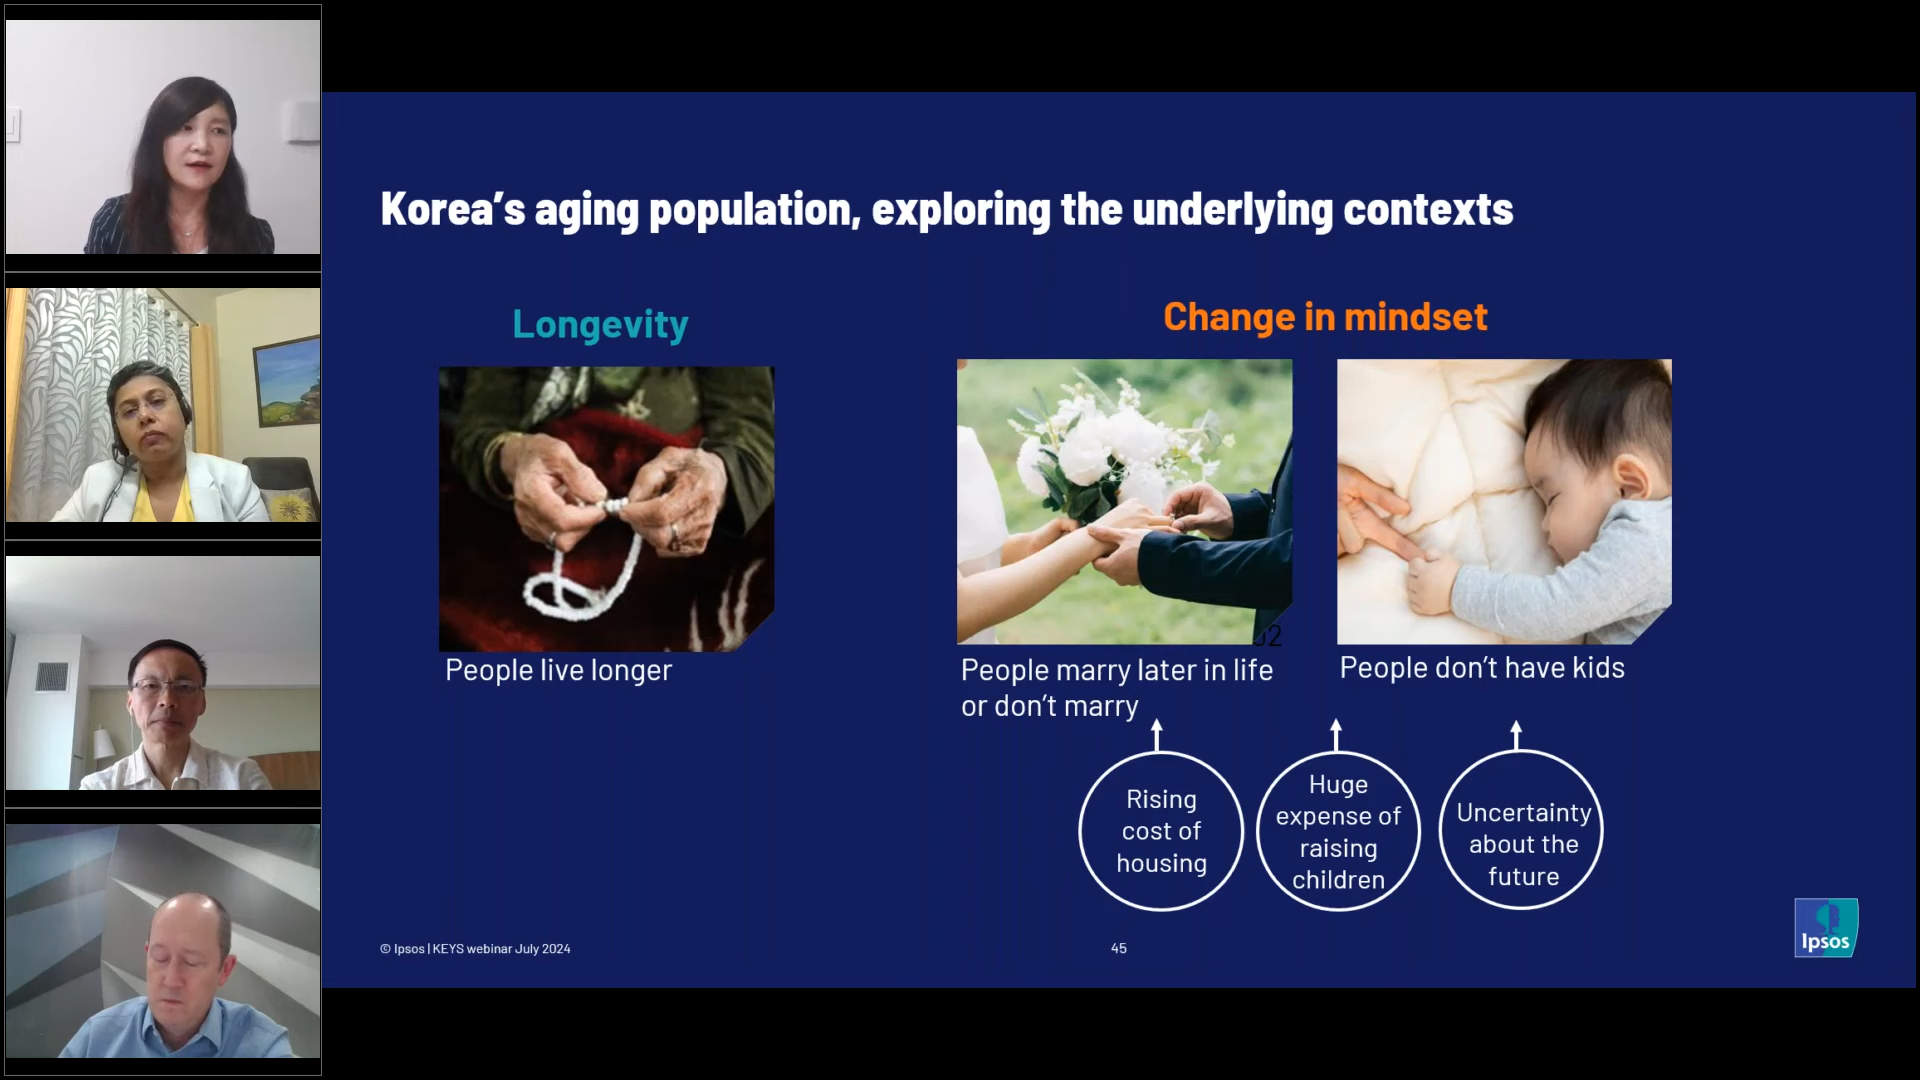 Korea’s aging population, exploring the underlying contexts
Longevity
Change in mindset
People live longer
02
People marry later in life
or don’t marry
People don’t have kids
Rising
cost of
housing
Huge
expense of
raising
children
Uncertainty
about the
future
© Ipsos | KEYS webinar July 2024
45
Ipsos